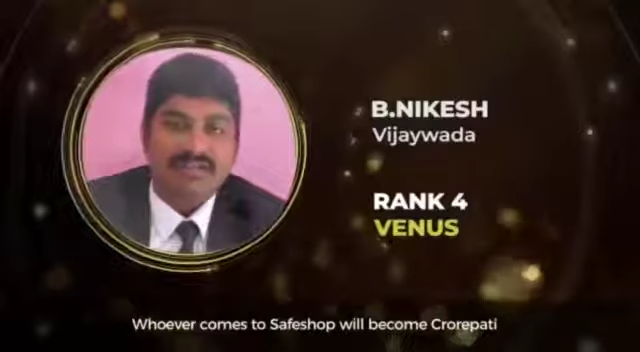 B.NIKESH
Vijaywada
RANK 4
VENUS
Whoever comes to Safeshop will become Crorepati